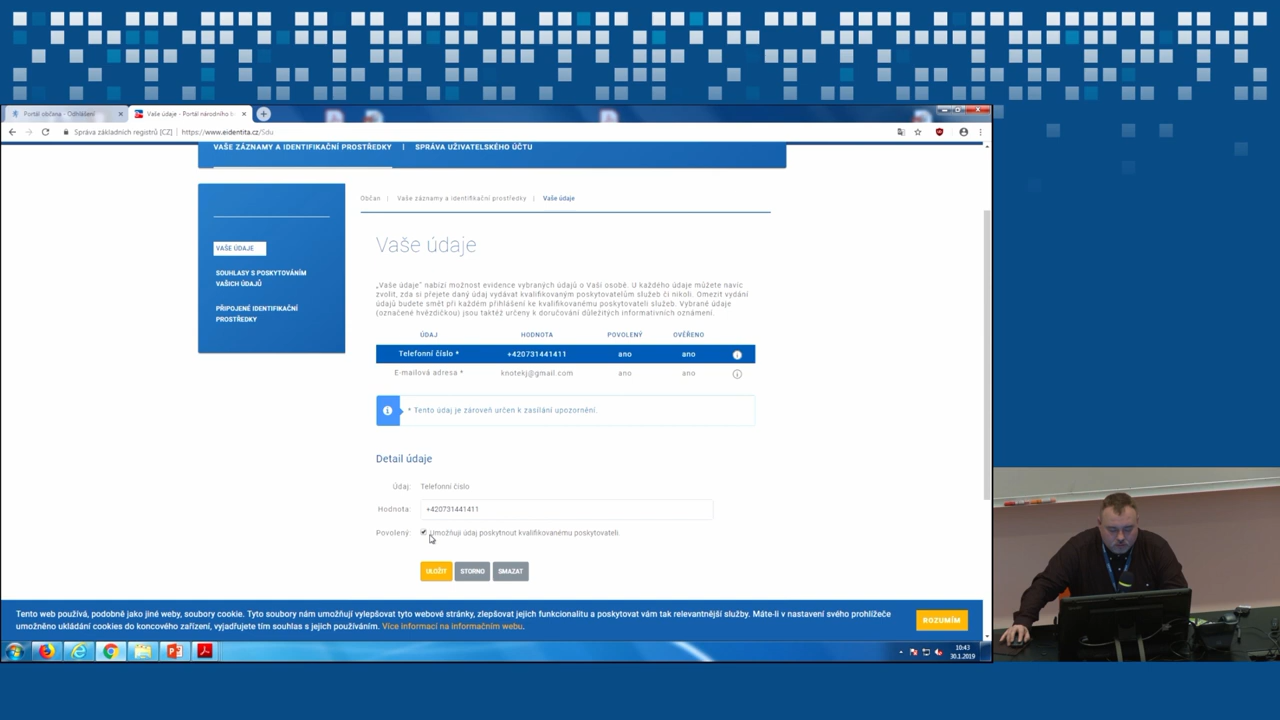 Portál občana - Odhlášení
Vaše údaje - Portál národního b
Správa základních registrů [CZ] | https://www.eidentita.cz/Sdu
VAŠE ZÁZNAMY A IDENTIFIKAČNÍ PROSTŘEDKY | SPRÁVA UŽIVATELSKÉHO ÚČTU
Občan | Vaše záznamy a identifikační prostředky | Vaše údaje
VAŠE ÚDAJE
SOUHLASY S POSKYTOVÁNÍM
VAŠICH ÚDAJŮ
PŘIPOJENÉ IDENTIFIKAČNÍ
PROSTŘEDKY
Vaše údaje
„Vaše údaje" nabízí možnost evidence vybraných údajů o Vaší osobě. U každého údaje můžete navíc
zvolit, zda si přejete daný údaj vydávat kvalifikovaným poskytovatelům služeb či nikoli. Omezit vydání
údajů budete smět při každém přihlášení ke kvalifikovanému poskytovateli služeb. Vybrané údaje
(označené hvězdičkou) jsou taktéž určeny k doručování důležitých informativních oznámení.
ÚDAJ HODNOTA POVOLENÝ OVĚŘENO
Telefonní číslo * +420731441411 ano ano
E-mailová adresa * knotekj@gmail.com ano ano
* Tento údaj je zároveň určen k zasílání upozornění.
Detail údaje
Údaj: Telefonní číslo
Hodnota: +420731441411
Povolený: Umožňuji údaj poskytnout kvalifikovanému poskytovateli.
ULOŽIT STORNO SMAZAT
Tento web používá, podobně jako jiné weby, soubory cookie. Tyto soubory nám umožňují vylepšovat tyto webové stránky, zlepšovat jejich funkcionalitu a poskytovat vám tak relevantnější služby. Máte-li v nastavení svého prohlížeče
umožněno ukládání cookies do koncového zařízení, vyjadřujete tím souhlas s jejich používáním. Více informací na informačním webu.
ROZUMÍM
10:43
30.1.2019